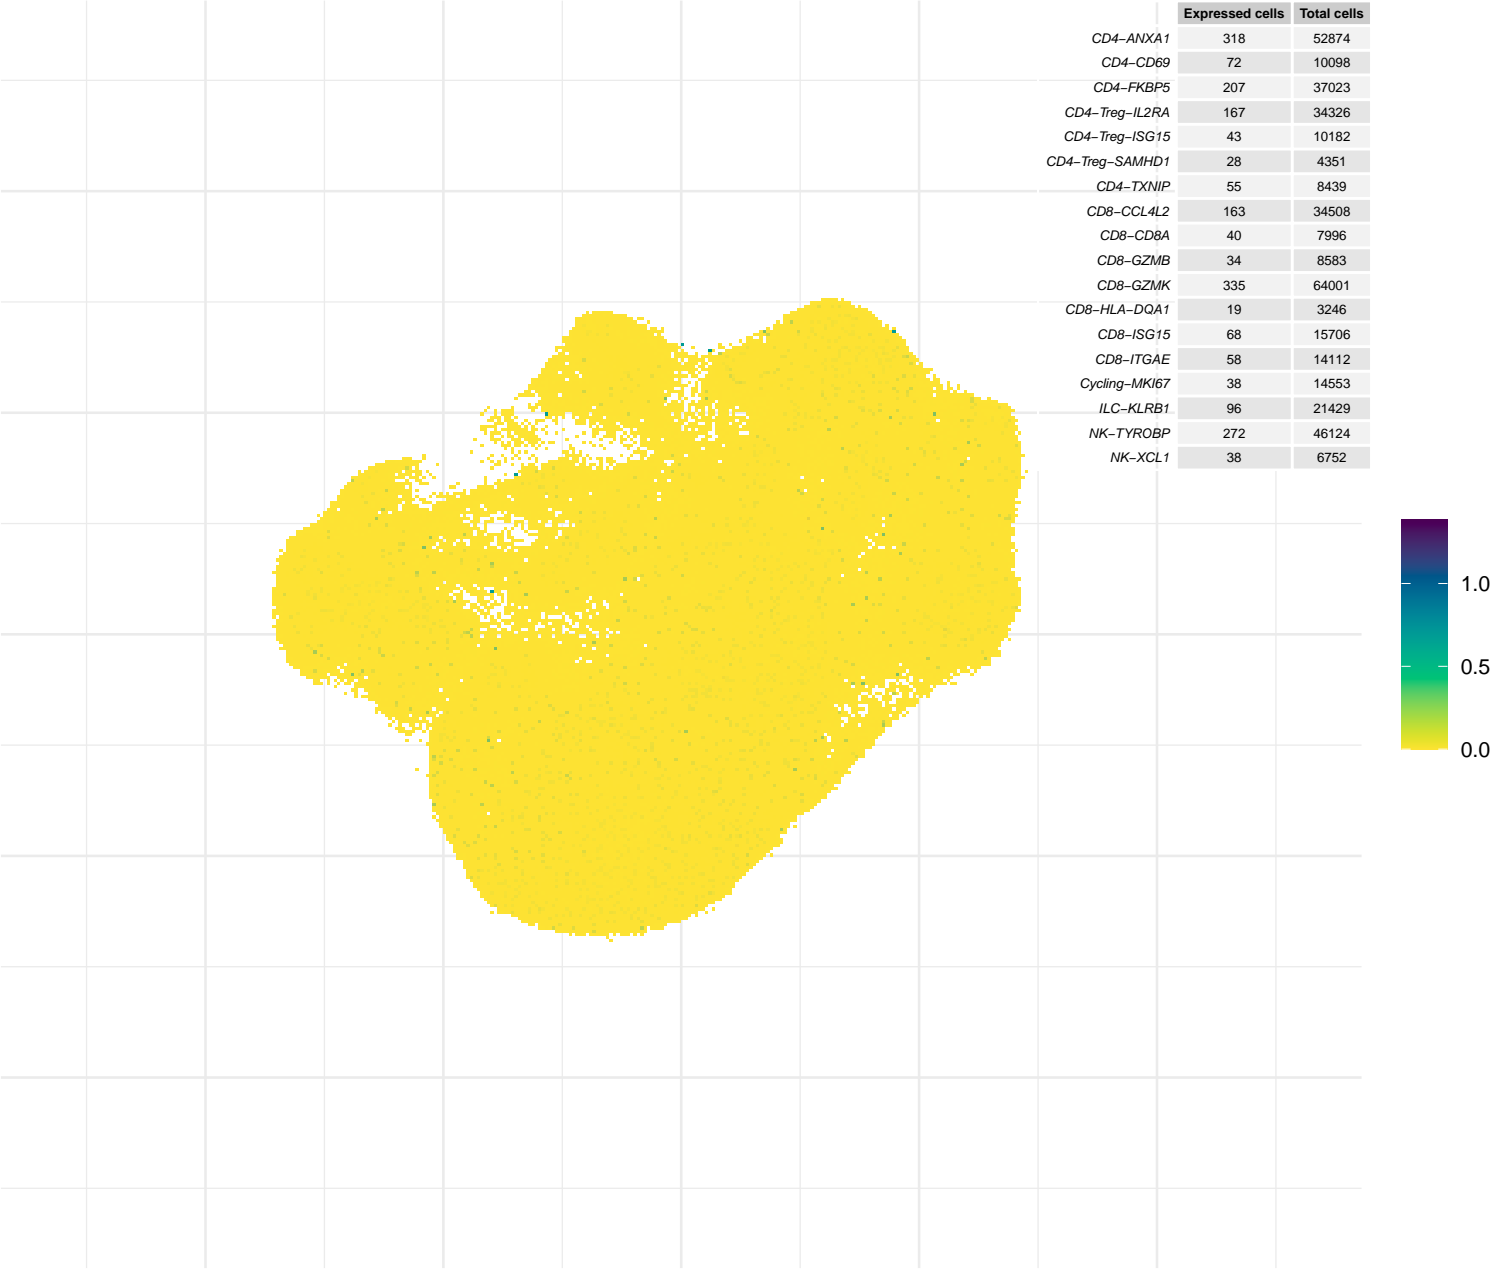 Expressed cells Total cells
CD4−ANXA1 318 52874
CD4−CD69 72 10098
CD4−FKBP5 207 37023
CD4−Treg−IL2RA 167 34326
CD4−Treg−ISG15 43 10182
CD4−Treg−SAMHD1 28 4351
CD4−TXNIP 55 8439
CD8−CCL4L2 163 34508
CD8−CD8A 40 7996
CD8−GZMB 34 8583
CD8−GZMK 335 64001
CD8−HLA−DQA1 19 3246
CD8−ISG15 68 15706
CD8−ITGAE 58 14112
Cycling−MKI67 38 14553
ILC−KLRB1 96 21429
NK−TYROBP 272 46124
NK−XCL1 38 6752
1.0
0.5
0.0